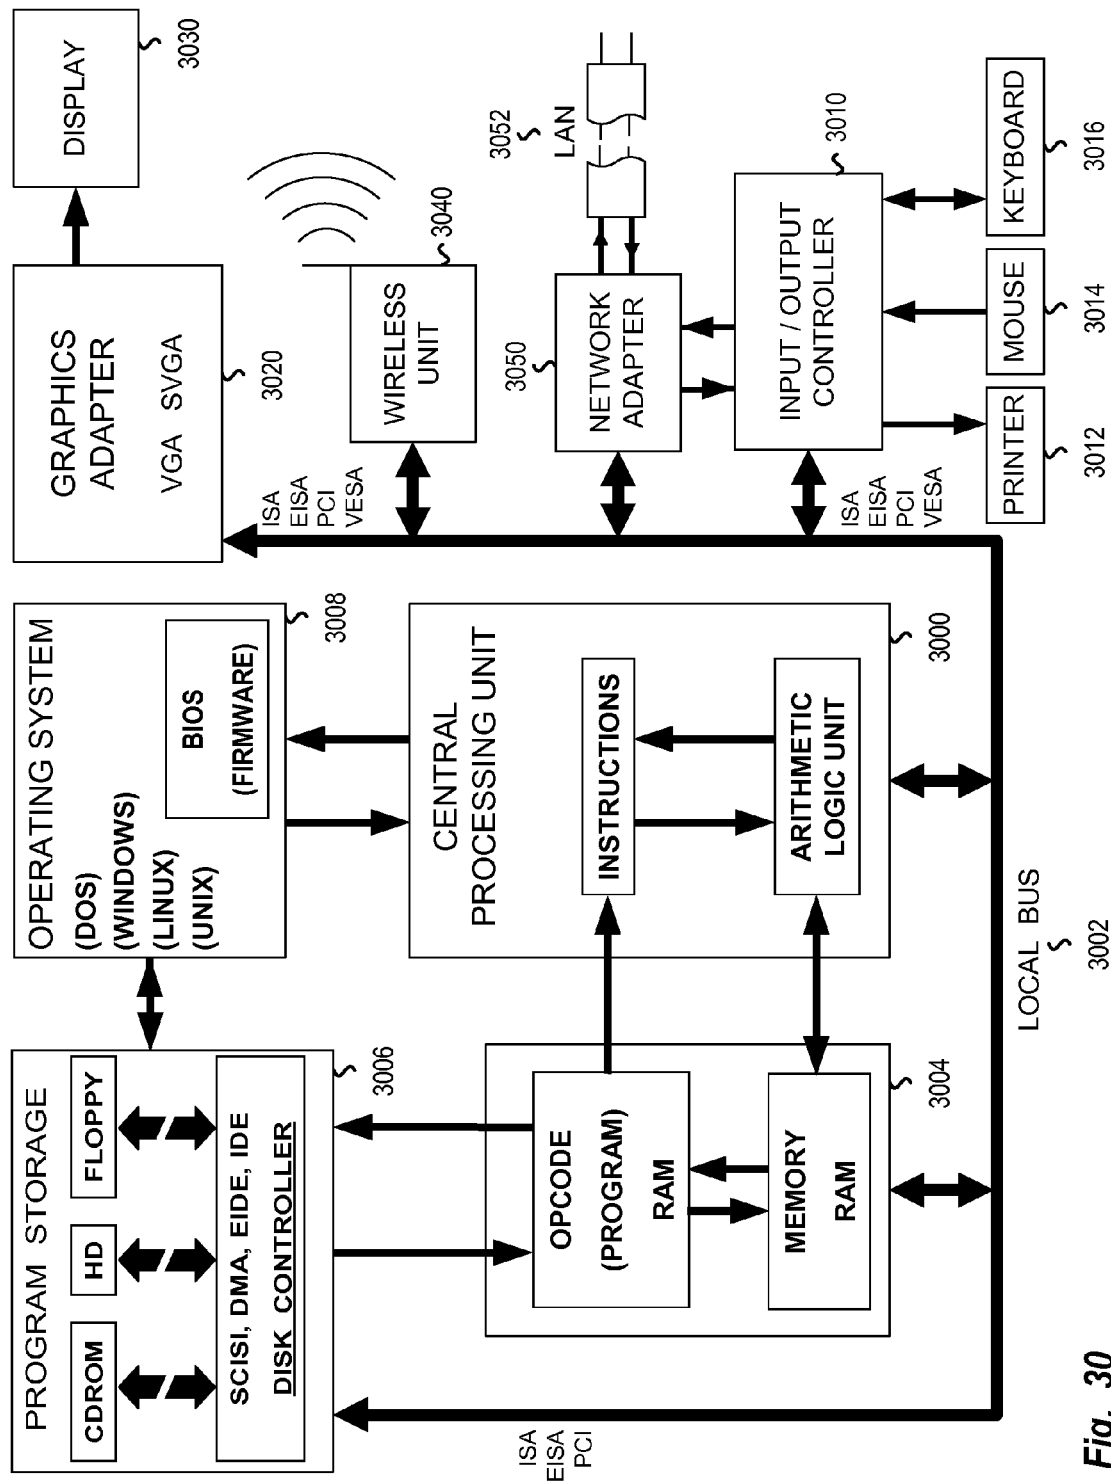 PROGRAM STORAGE
CDROM
HD
FLOPPY
SCISI, DMA, EIDE, IDE
DISK CONTROLLER
3006
OPERATING SYSTEM
(DOS)
(WINDOWS)
(LINUX)
(UNIX)
BIOS
(FIRMWARE)
3008
GRAPHICS
ADAPTER
VGA SVGA
3020
DISPLAY
3030
ISA
EISA
PCI
VESA
WIRELESS
UNIT
3040
ISA
EISA
PCI
OPCODE
(PROGRAM)
RAM
MEMORY
RAM
3004
CENTRAL
PROCESSING UNIT
INSTRUCTIONS
ARITHMETIC
LOGIC UNIT
3000
3050
NETWORK
ADAPTER
3052
LAN
INPUT / OUTPUT
CONTROLLER
3010
ISA
EISA
PCI
VESA
PRINTER
3012
MOUSE
3014
KEYBOARD
3016
LOCAL BUS
3002
Fig. 30